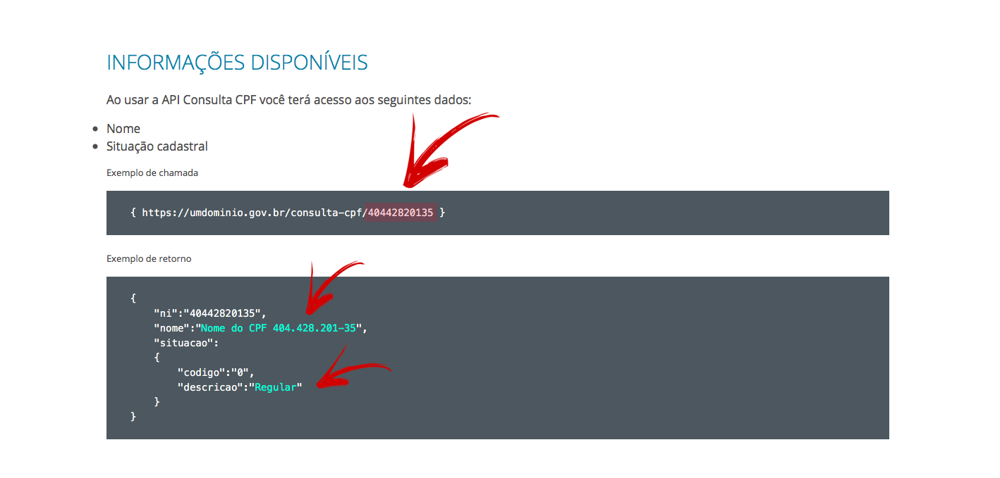 INFORMAÇÕES DISPONÍVEIS
Ao usar a API Consulta CPF você terá acesso aos seguintes dados:
• Nome
• Situação cadastral
Exemplo de chamada
{ https://umdominio.gov.br/consulta-cpf/40442820135 }
Exemplo de retorno
{
"ni":"40442820135",
"nome":"Nome do CPF 404.428.201-35",
"situacao":
{
"codigo":"0",
"descricao":"Regular"
}
}